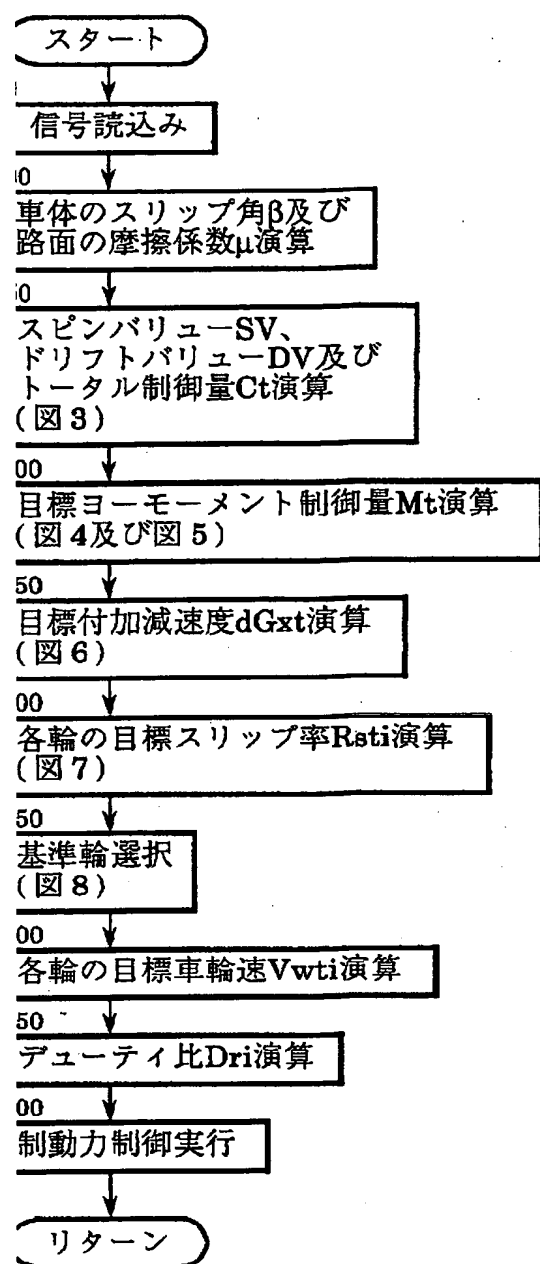 スタート
信号読込み
00
車体のスリップ角β及び
路面の摩擦係数μ演算
50
スピンバリューSV、
ドリフトバリューDV及び
トータル制御量Ct演算
(図3)
00
目標ヨーモーメント制御量Mt演算
(図4及び図5)
50
目標付加減速度dGxt演算
(図6)
00
各輪の目標スリップ率Rsti演算
(図7)
50
基準輪選択
(図8)
00
各輪の目標車輪速Vwti演算
50
デューティ比Dri演算
00
制動力制御実行
リターン